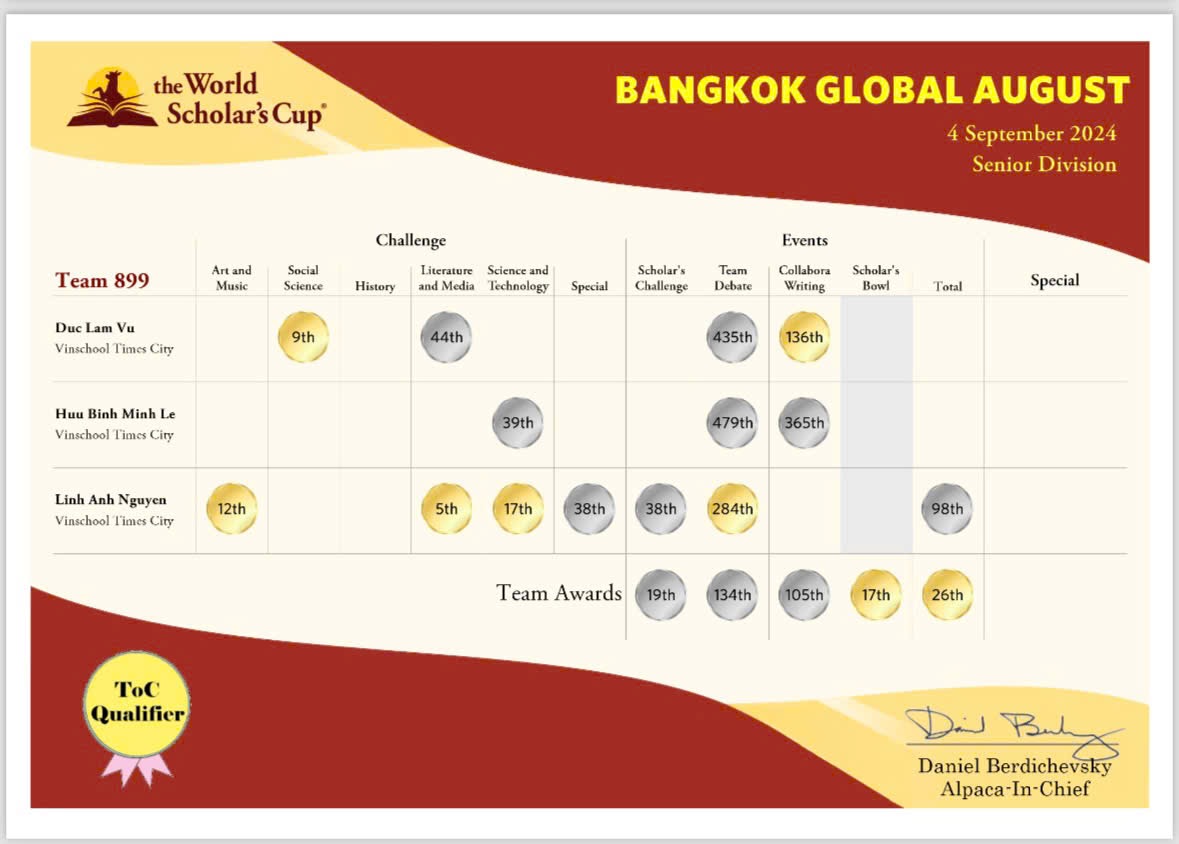 the World
Scholar's Cup®
BANGKOK GLOBAL AUGUST
4 September 2024
Senior Division
Challenge
Events
Team 899
Art and
Music
Social
Science
History
Literature
and Media
Science and
Technology
Special
Scholar's
Challenge
Team
Debate
Collabora
Writing
Scholar's
Bowl
Total
Special
Duc Lam Vu
Vinschool Times City
9th
44th
435th
136th
Huu Binh Minh Le
Vinschool Times City
39th
479th
365th
Linh Anh Nguyen
Vinschool Times City
12th
5th
17th
38th
38th
284th
98th
Team Awards
19th
134th
105th
17th
26th
ToC
Qualifier
Daniel Berdichevsky
Alpaca-In-Chief